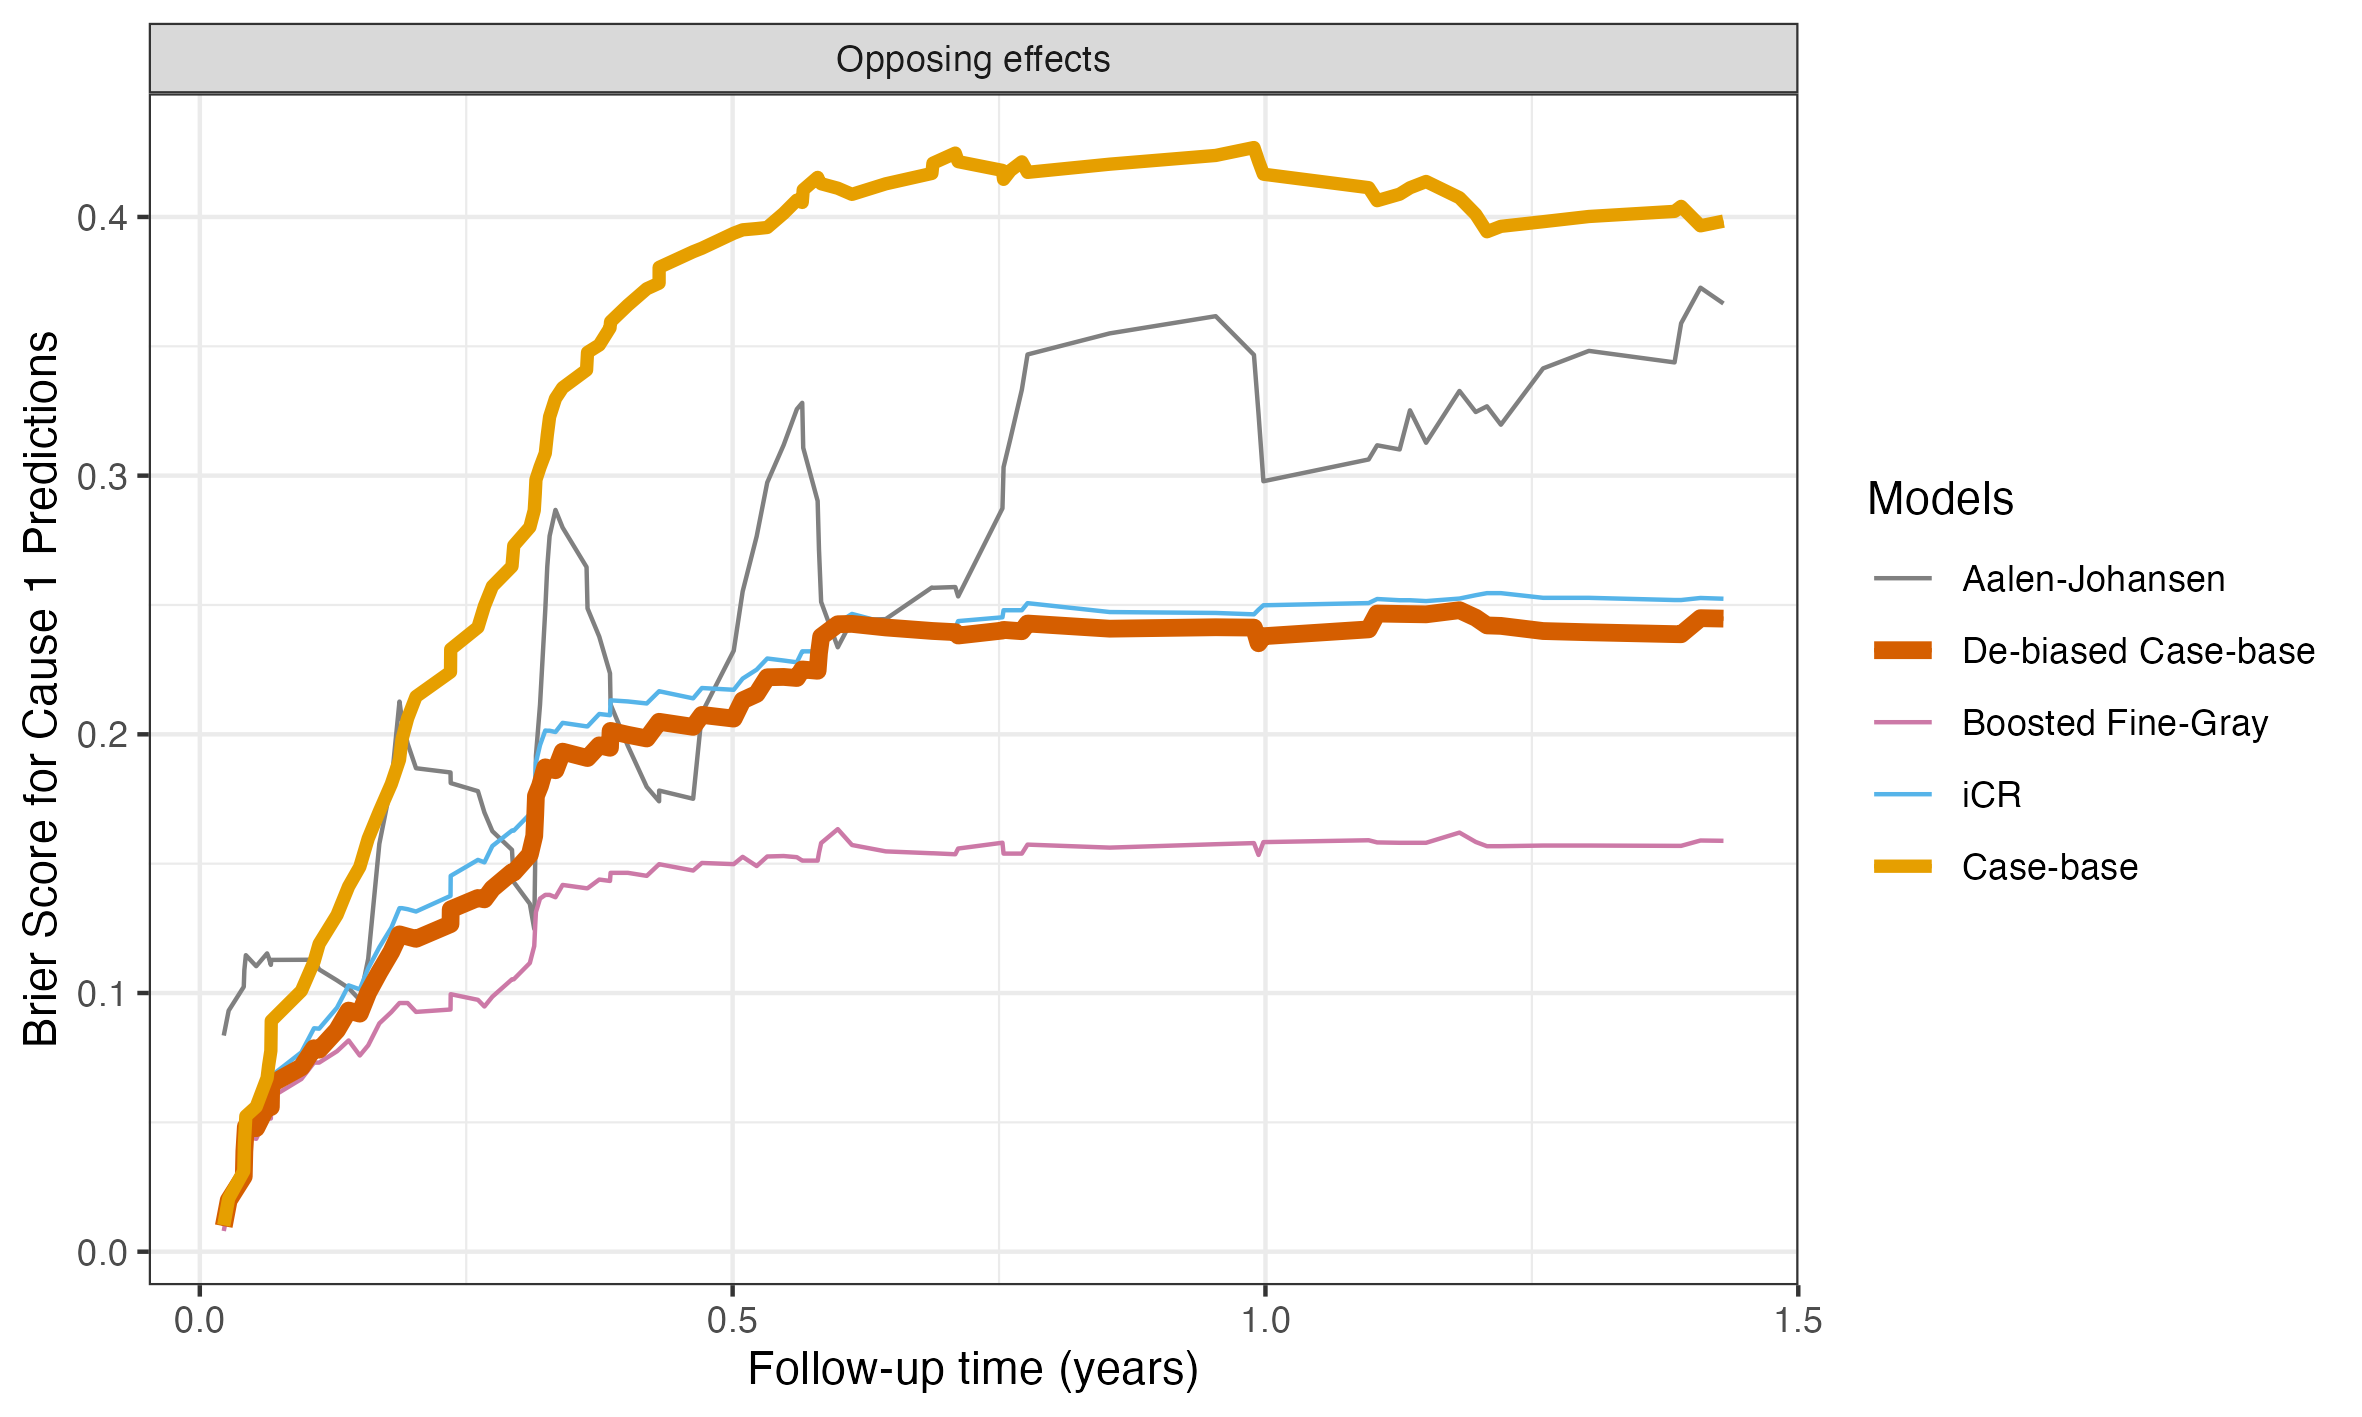 Opposing effects
Brier Score for Cause 1 Predictions
0.4
0.3
0.2
0.1
0.0
0.0
0.5
1.0
1.5
Follow-up time (years)
Models
Aalen-Johansen
De-biased Case-base
Boosted Fine-Gray
iCR
Case-base